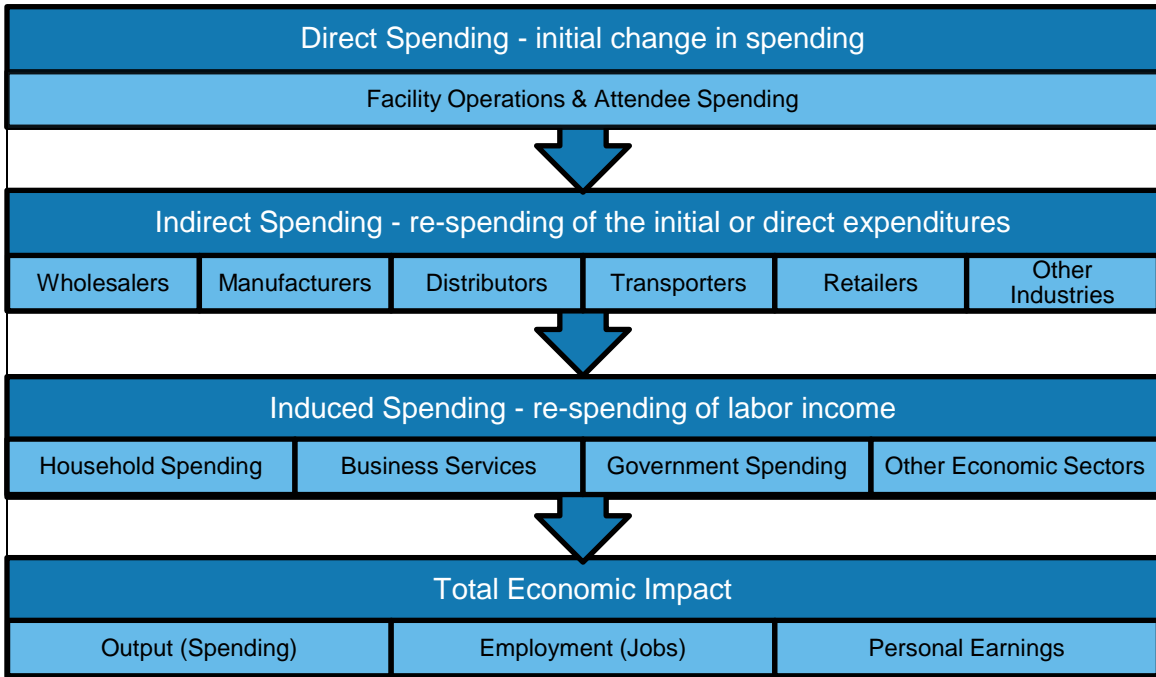 Direct Spending - initial change in spending
Facility Operations & Attendee Spending
Indirect Spending - re-spending of the initial or direct expenditures
Wholesalers
Manufacturers
Distributors
Transporters
Retailers
Other
Industries
Induced Spending - re-spending of labor income
Household Spending
Business Services
Government Spending
Other Economic Sectors
Total Economic Impact
Output (Spending)
Employment (Jobs)
Personal Earnings